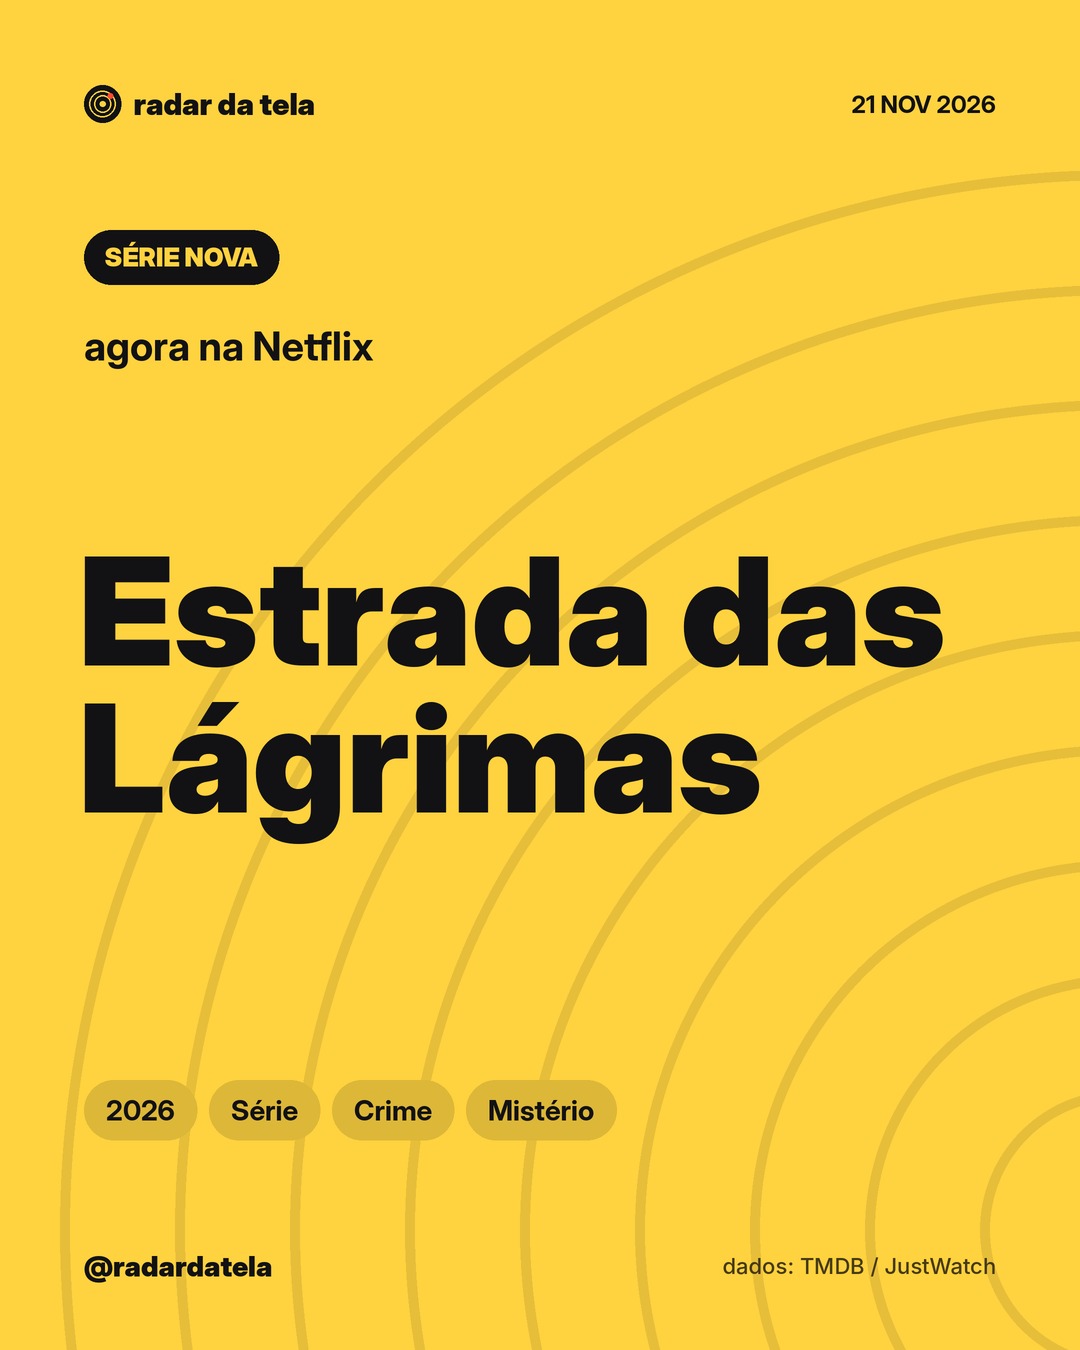 radar da tela
21 NOV 2026
SÉRIE NOVA
agora na Netflix
Estrada das
Lágrimas
2026
Série
Crime
Mistério
@radardatela
dados: TMDB / JustWatch